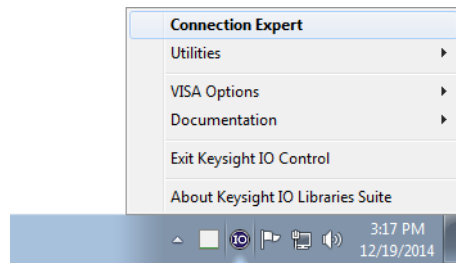 Connection Expert
Utilities
VISA Options
Documentation
Exit Keysight IO Control
About Keysight IO Libraries Suite
IO
3:17 PM
12/19/2014